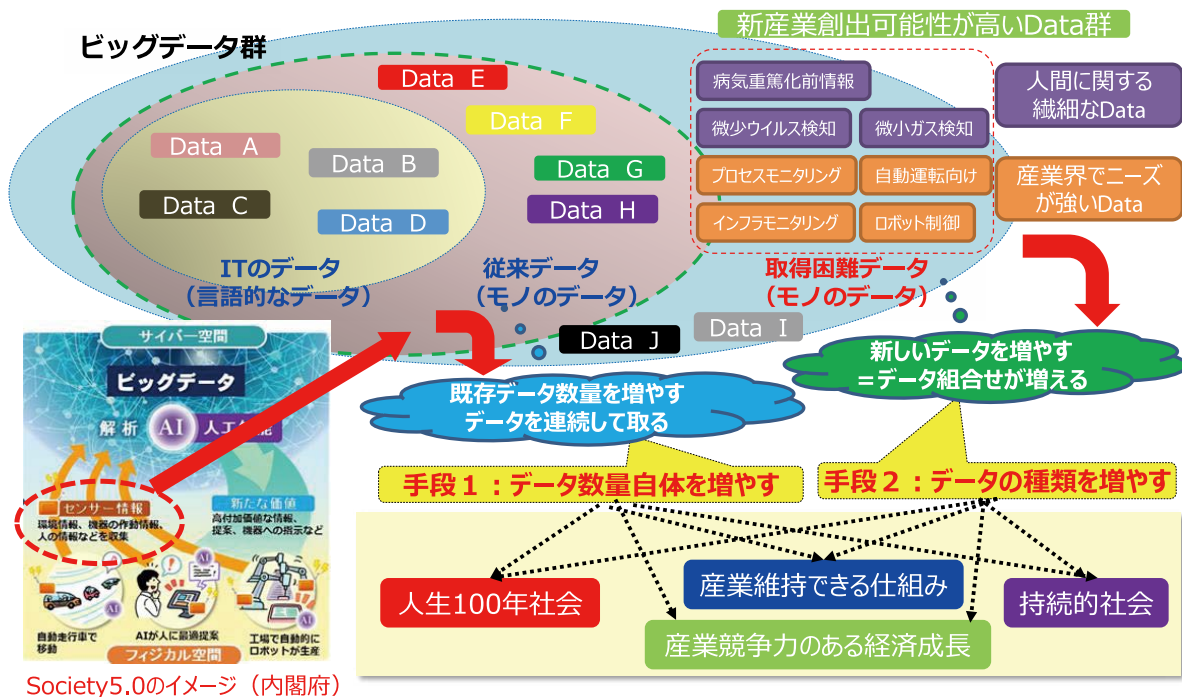 新産業創出可能性が高いData群
ビッグデータ群
Data E
Data F
Data A
Data B
Data G
Data C
Data D
Data H
病気重篤化前情報
微少ウイルス検知
微小ガス検知
プロセスモニタリング
自動運転向け
インフラモニタリング
ロボット制御
人間に関する
繊細なData
産業界でニーズ
が強いData
ITのデータ
(言語的なデータ)
従来データ
(モノのデータ)
取得困難データ
(モノのデータ)
Data J
Data I
既存データ数量を増やす
データを連続して取る
新しいデータを増やす
=データ組合せが増える
手段1:データ数量自体を増やす
手段2:データの種類を増やす
人生100年社会
産業維持できる仕組み
持続的社会
産業競争力のある経済成長
サイバー空間
ビッグデータ
解析 AI 人工 能
センサー情報
環境情報、機器の作動情報、
人の情報などを収集
新たな価値
高付加価値な情報、
提案、機器への指示など
AI
AI
AI
自動走行車で
移動
AIが人に最適提案
工場で自動的に
ロボットが生産
フィジカル空間
Society5.0のイメージ(内閣府)